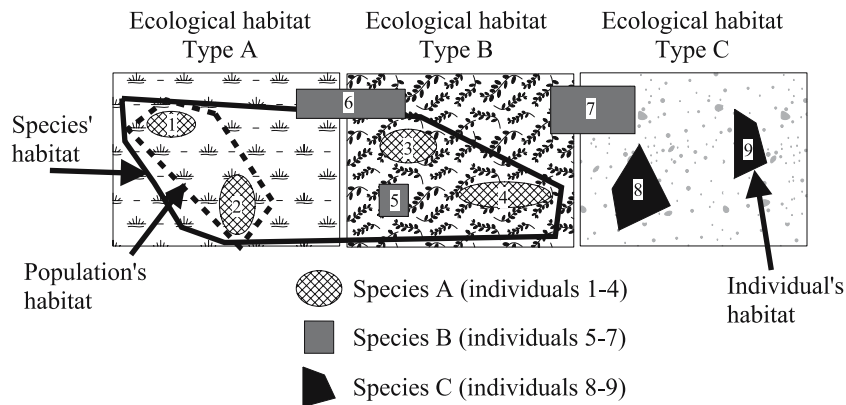 Ecological habitat
Type A
Ecological habitat
Type B
Ecological habitat
Type C
Species'
habitat
Population's
habitat
Individual's
habitat
1
2
3
4
5
6
7
8
9
Species A (individuals 1-4)
Species B (individuals 5-7)
Species C (individuals 8-9)